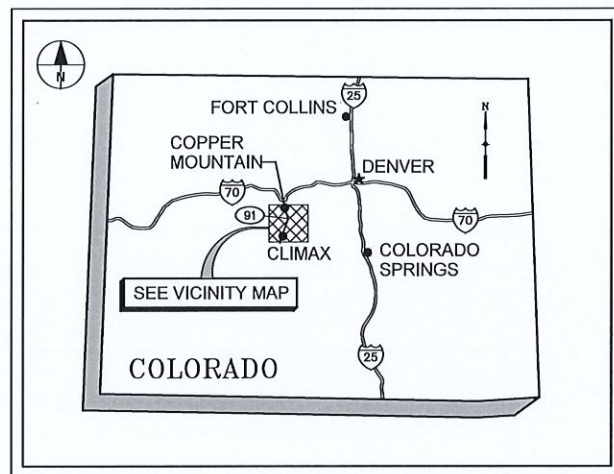 N
25
FORT COLLINS
N
COPPER
MOUNTAIN
DENVER
70
91
70
CLIMAX
COLORADO
SPRINGS
SEE VICINITY MAP
25
COLORADO